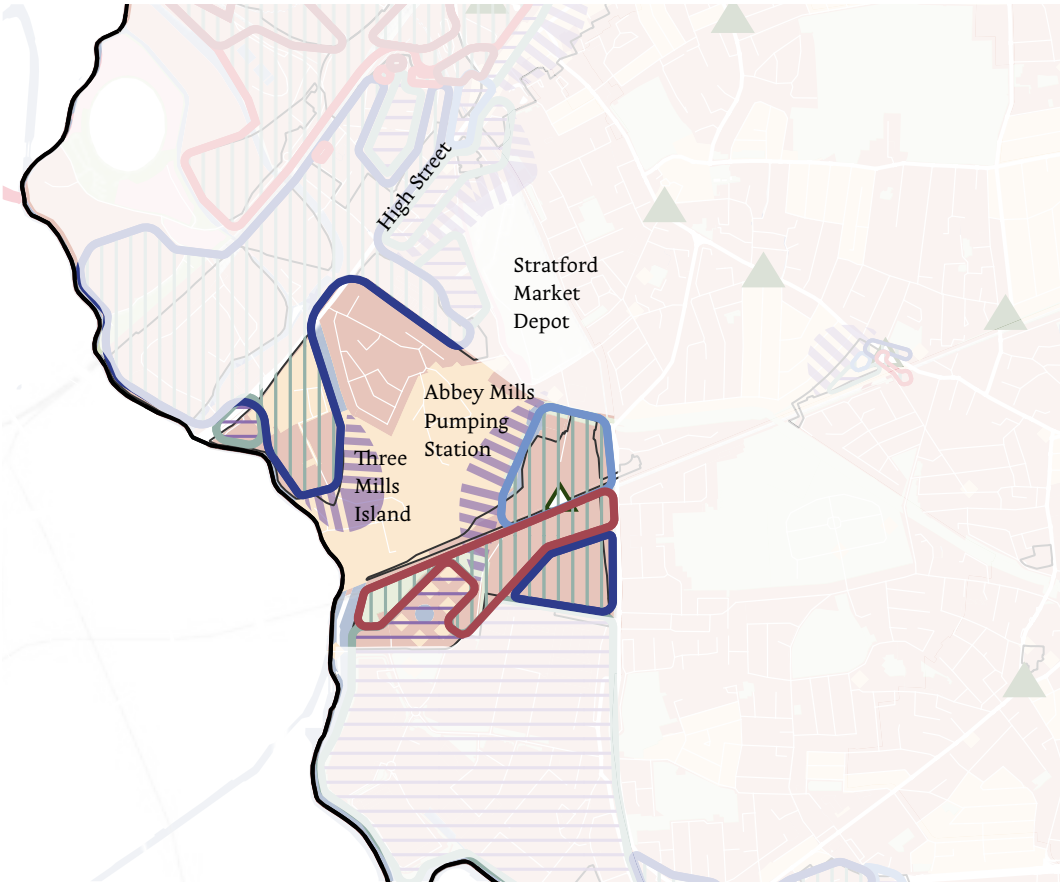 High Street
Stratford
Market
Depot
Abbey Mills
Pumping
Station
Three
Mills
Island